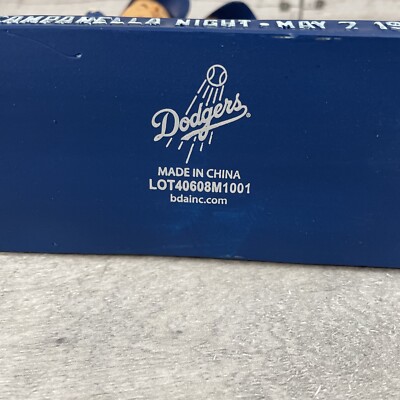 AMPANELLA NIGHT • MAY 7, 19
Dodgers
MADE IN CHINA
LOT40608M1001
bdainc.com